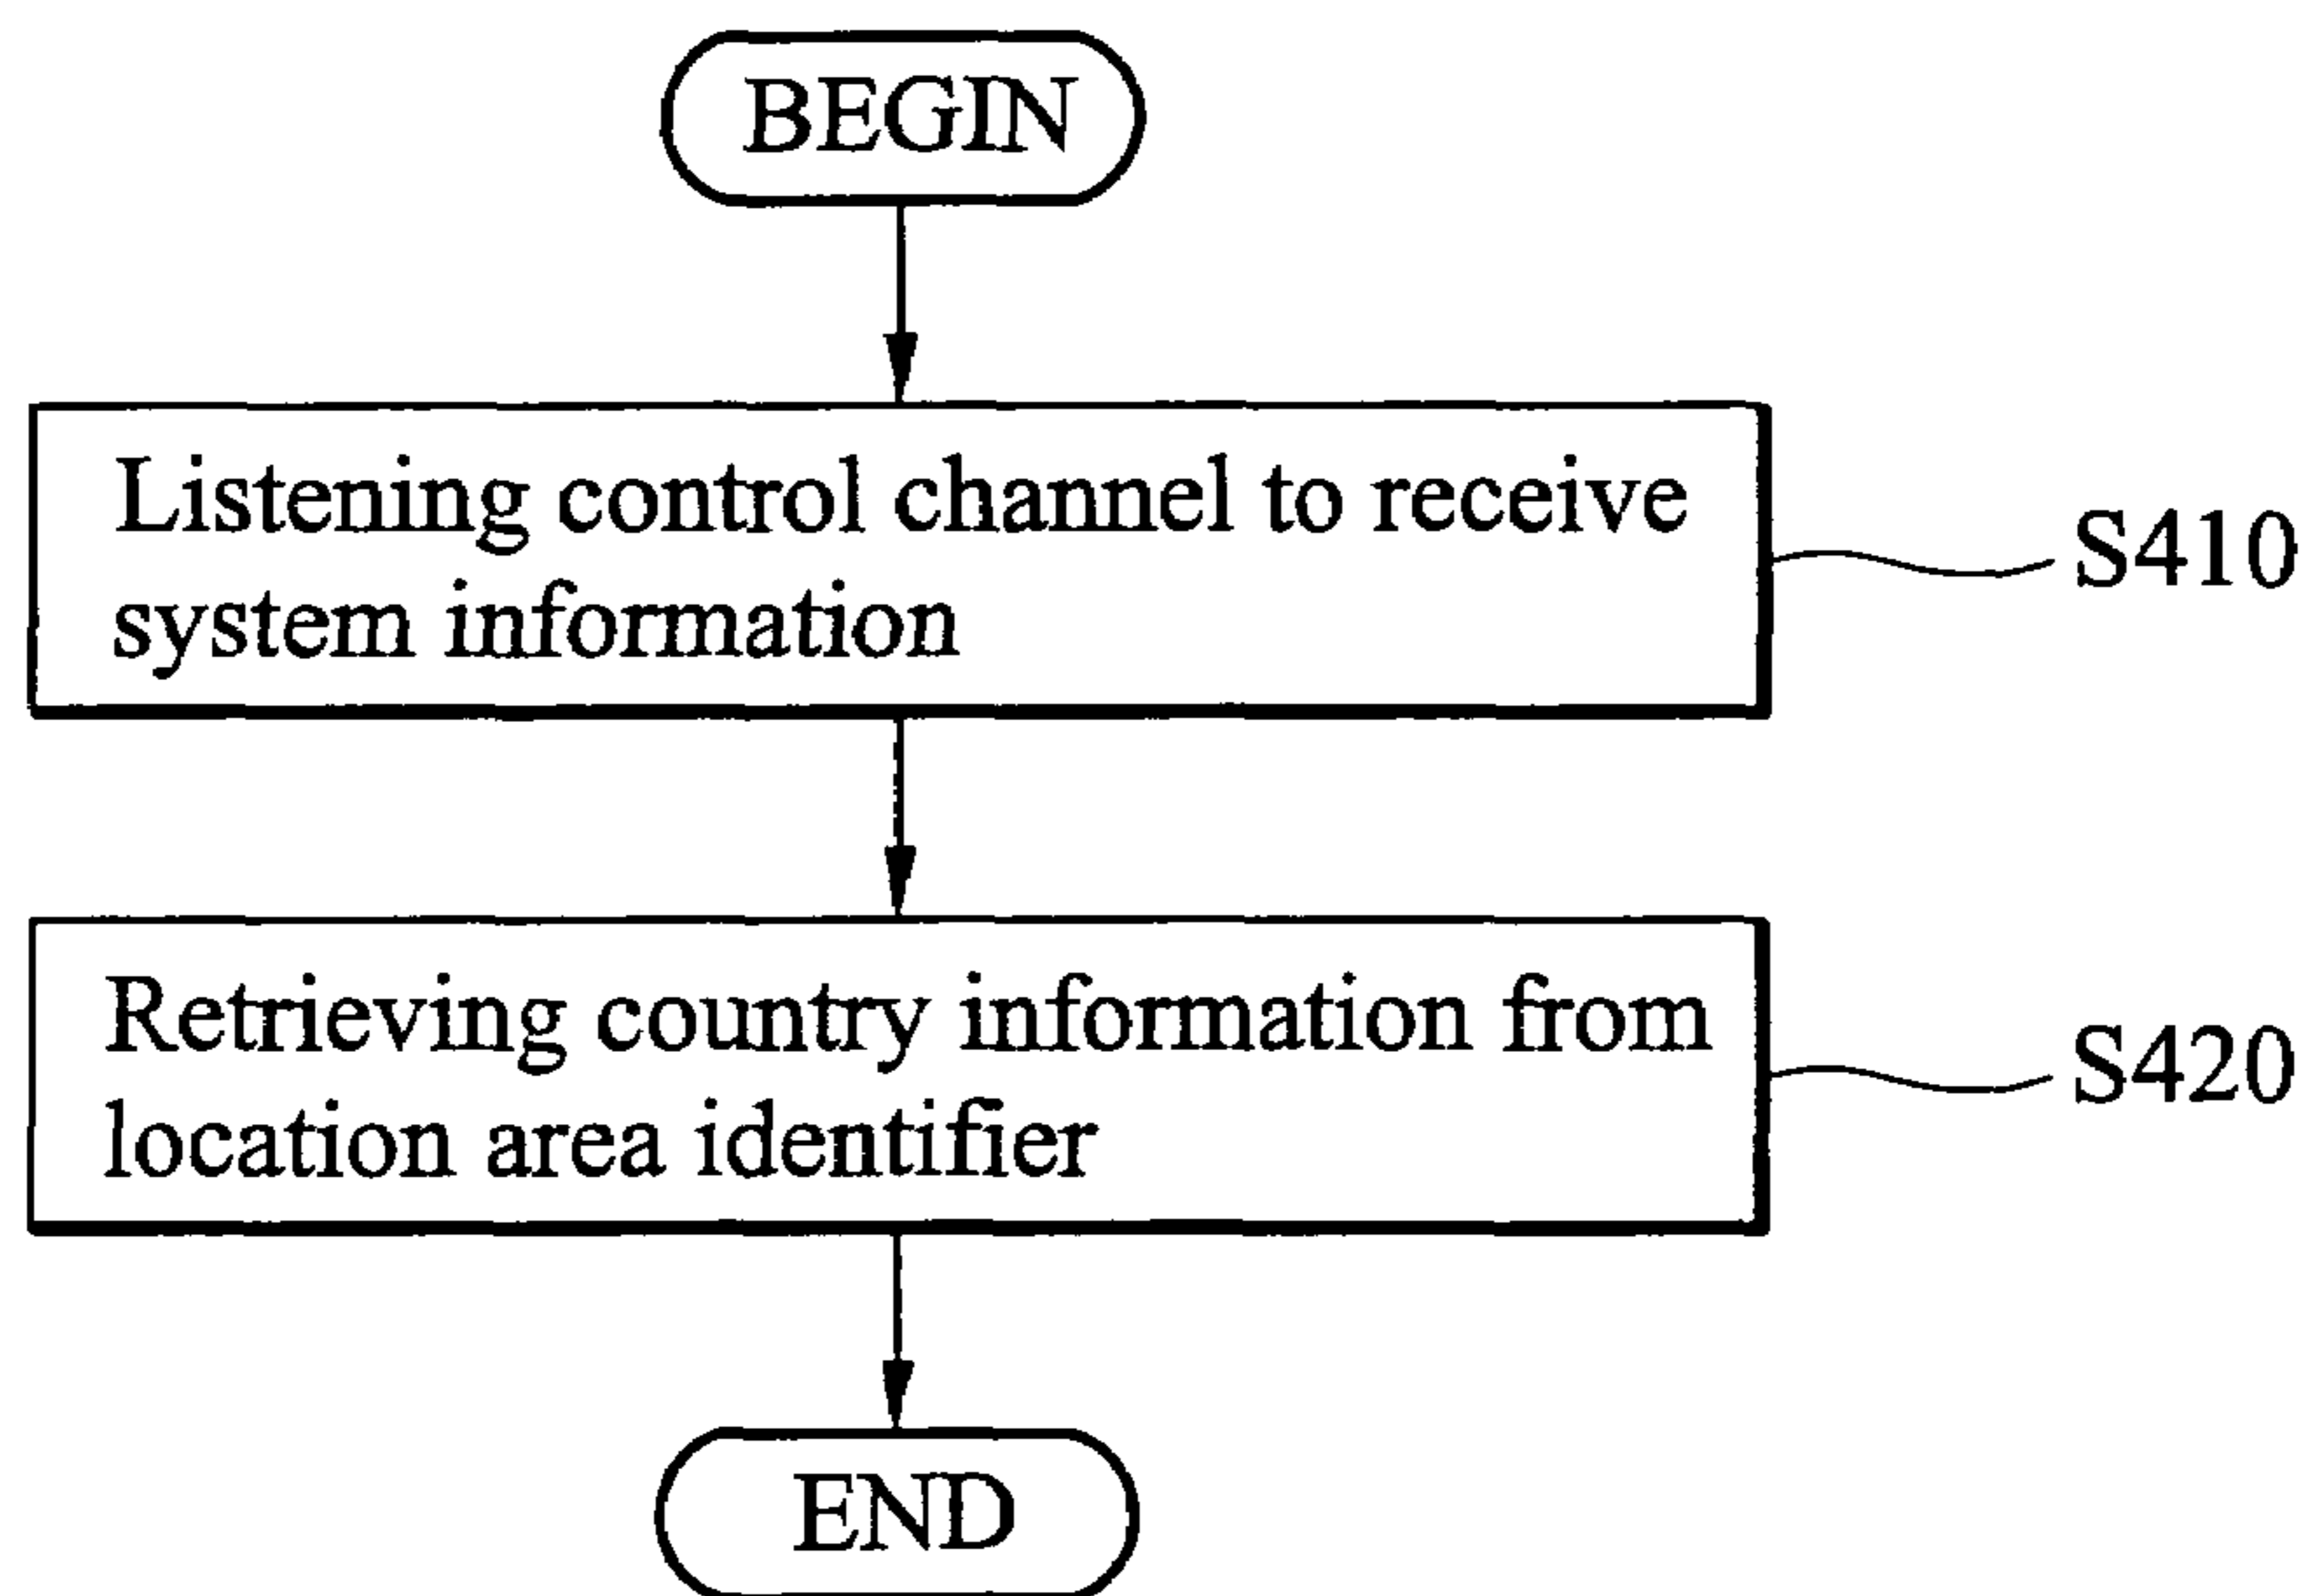 BEGIN
Listening control channel to receive
system information
S410
Retrieving country information from
location area identifier
S420
END